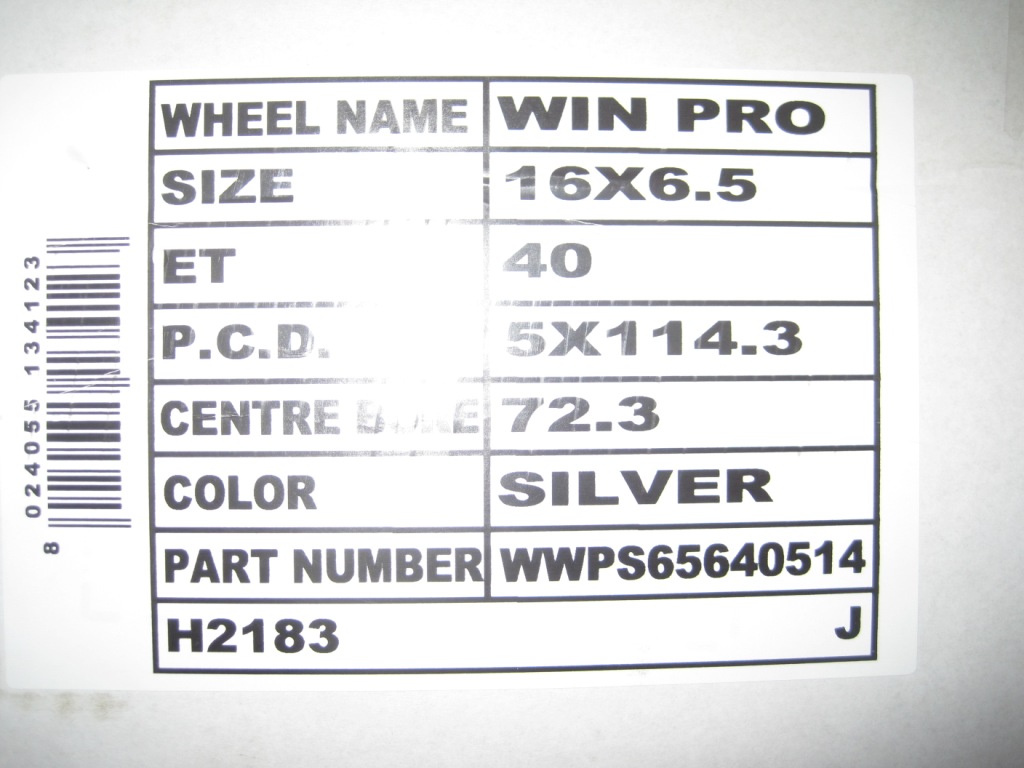 WHEEL NAME WIN PRO
SIZE 16X6.5
ET 40
P.C.D. 5X114.3
CENTRE BORE 72.3
COLOR SILVER
PART NUMBER WWPS65640514
H2183 J
8 024055 134123